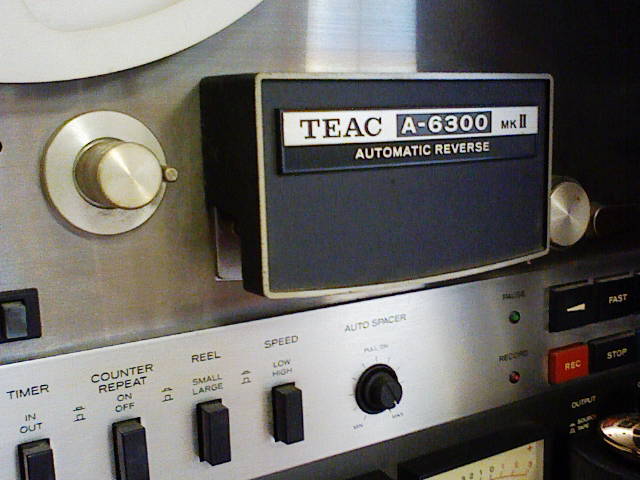 TEAC A-6300 MK II
AUTOMATIC REVERSE
AUTO SPACER
PULL ON
MIN MAX
PAUSE
RECORD
FAST
REC STOP
OUTPUT
SOURCE
TAPE
TIMER
IN
OUT
COUNTER
REPEAT
ON
OFF
REEL
SMALL
LARGE
SPEED
LOW
HIGH